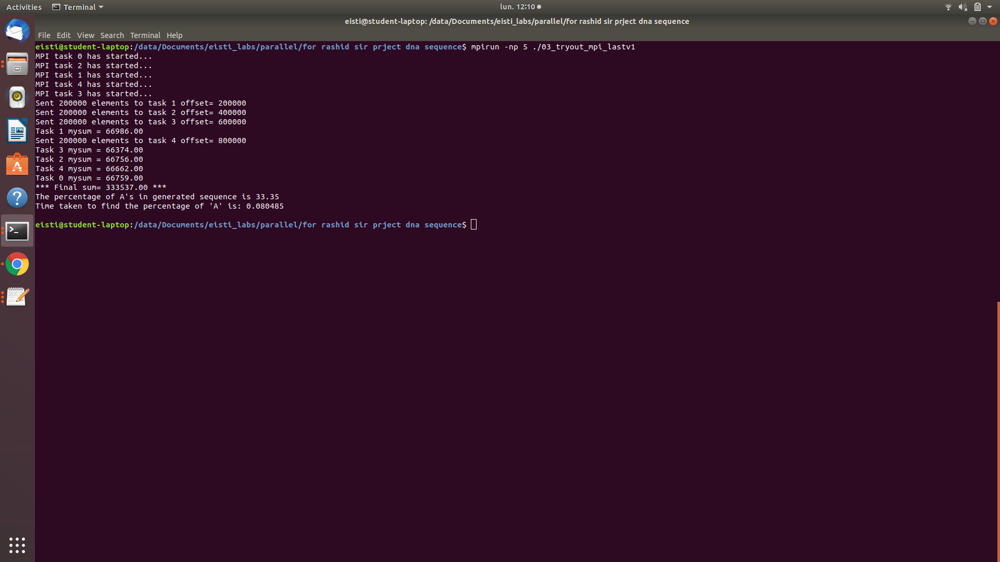 Activities Terminal lun. 12:10
eisti@student-laptop: /data/Documents/eisti_labs/parallel/for rashid sir prject dna sequence
File Edit View Search Terminal Help
eisti@student-laptop:/data/Documents/eisti_labs/parallel/for rashid sir prject dna sequence$ mpirun -np 5 ./03_tryout_mpi_lastv1
MPI task 0 has started...
MPI task 2 has started...
MPI task 1 has started...
MPI task 4 has started...
MPI task 3 has started...
Sent 200000 elements to task 1 offset= 200000
Sent 200000 elements to task 2 offset= 400000
Sent 200000 elements to task 3 offset= 600000
Task 1 mysum = 66986.00
Sent 200000 elements to task 4 offset= 800000
Task 3 mysum = 66374.00
Task 2 mysum = 66756.00
Task 4 mysum = 66662.00
Task 0 mysum = 66759.00
*** Final sum= 333537.00 ***
The percentage of A's in generated sequence is 33.35
Time taken to find the percentage of 'A' is: 0.080485
eisti@student-laptop:/data/Documents/eisti_labs/parallel/for rashid sir prject dna sequence$